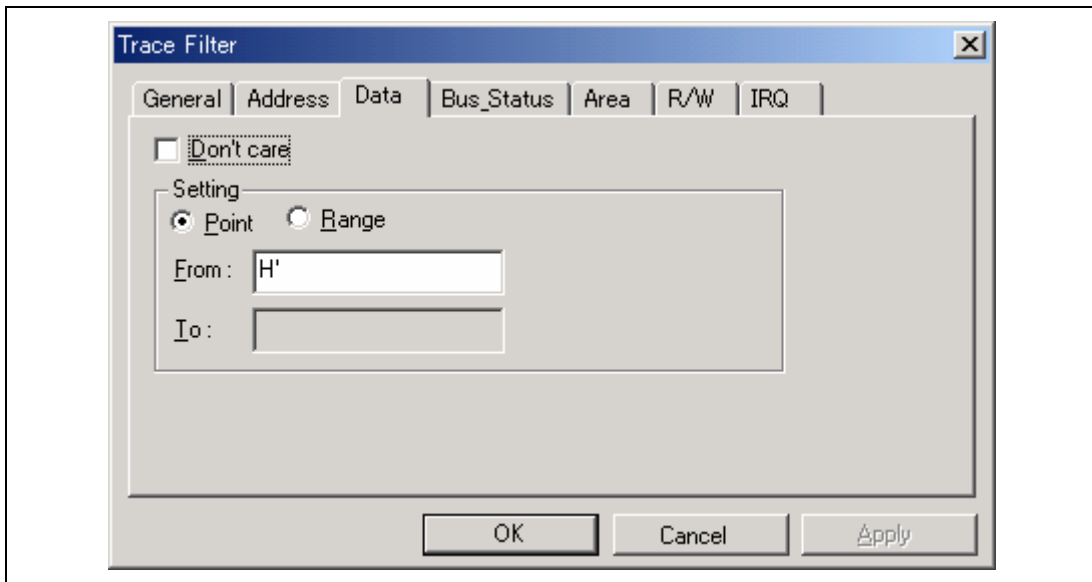 Trace Filter
General Address Data Bus_Status Area R/W IRQ
Don't care
Setting
Point Range
From : H'
To :
OK Cancel Apply